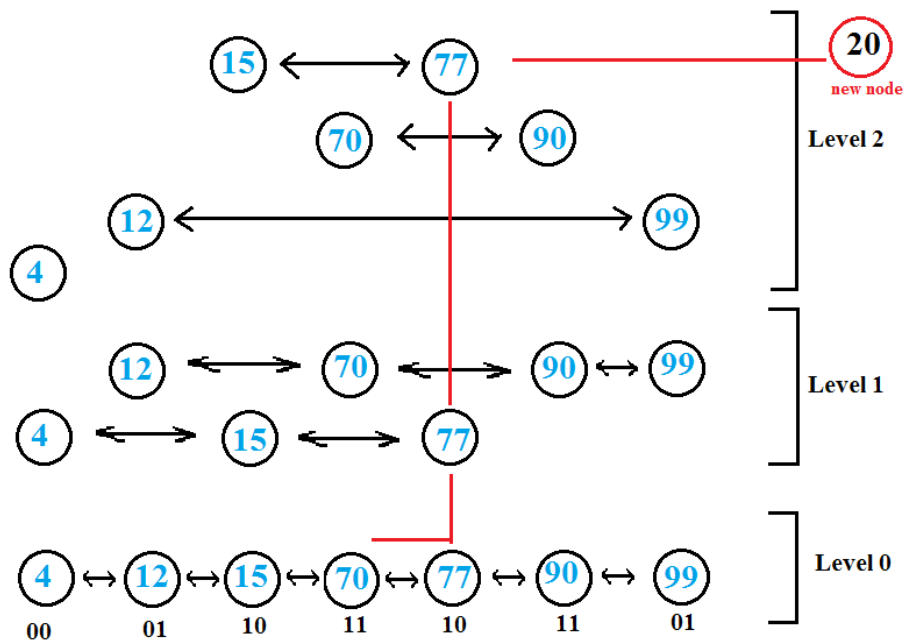 15 77 20
new node
70 90
Level 2
12 99
4
12 70 90 99
Level 1
4 15 77
4 12 15 70 77 90 99
Level 0
00 01 10 11 10 11 01